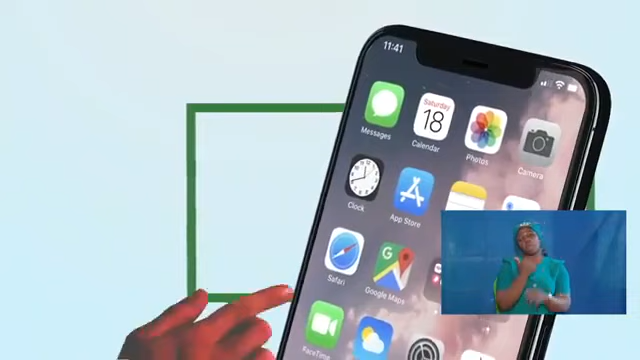 11:41
Saturday
18
Messages
Calendar
Photos
Camera
Clock
App Store
Safari
Google Maps
FaceTime